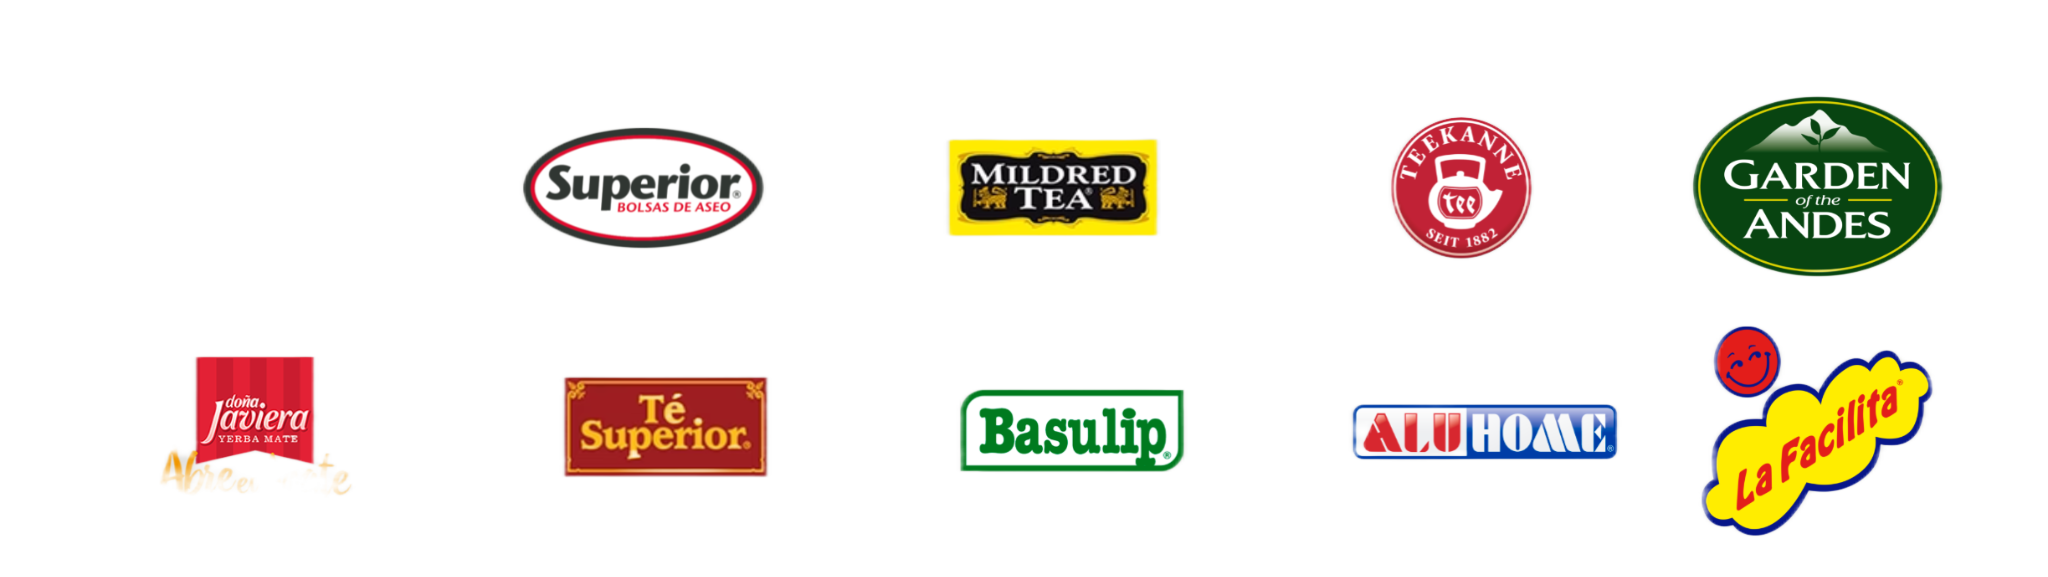 Superior®
BOLSAS DE ASEO
MILDRED
TEA®
TEEKANNE
tee
SEIT 1882
GARDEN
of the
ANDES
doña
Javiera
YERBA MATE
Abre
Té
Superior®
Basulip®
ALUHOME®
La Facilita®